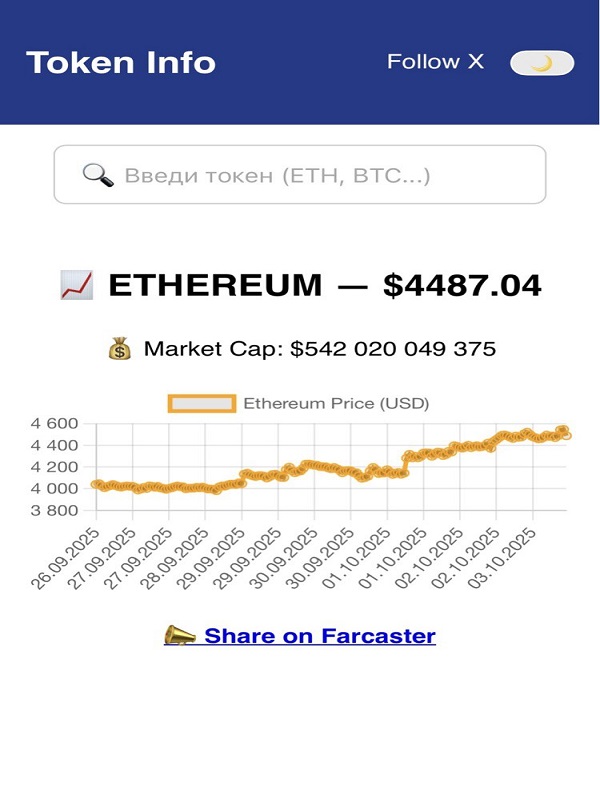 Token Info
Follow X
Введи токен (ETH, BTC...)
ETHEREUM — $4487.04
Market Cap: $542 020 049 375
Ethereum Price (USD)
4 600
4 400
4 200
4 000
3 800
26.09.2025
27.09.2025
27.09.2025
28.09.2025
29.09.2025
29.09.2025
30.09.2025
30.09.2025
01.10.2025
01.10.2025
02.10.2025
02.10.2025
03.10.2025
Share on Farcaster